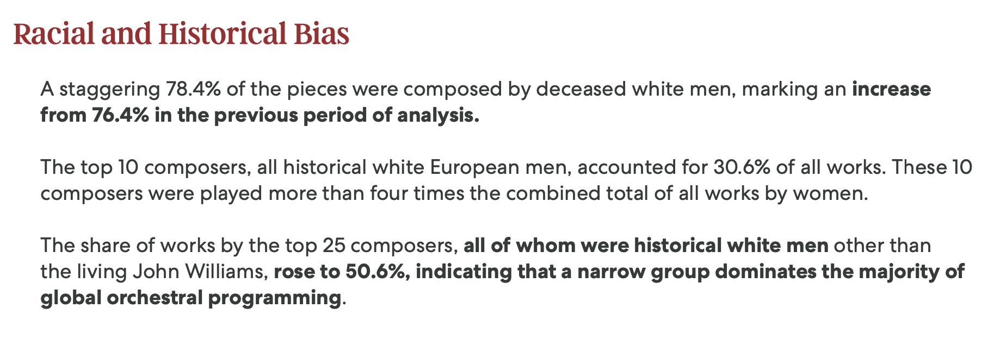 Racial and Historical Bias
A staggering 78.4% of the pieces were composed by deceased white men, marking an increase
from 76.4% in the previous period of analysis.
The top 10 composers, all historical white European men, accounted for 30.6% of all works. These 10
composers were played more than four times the combined total of all works by women.
The share of works by the top 25 composers, all of whom were historical white men other than
the living John Williams, rose to 50.6%, indicating that a narrow group dominates the majority of
global orchestral programming.